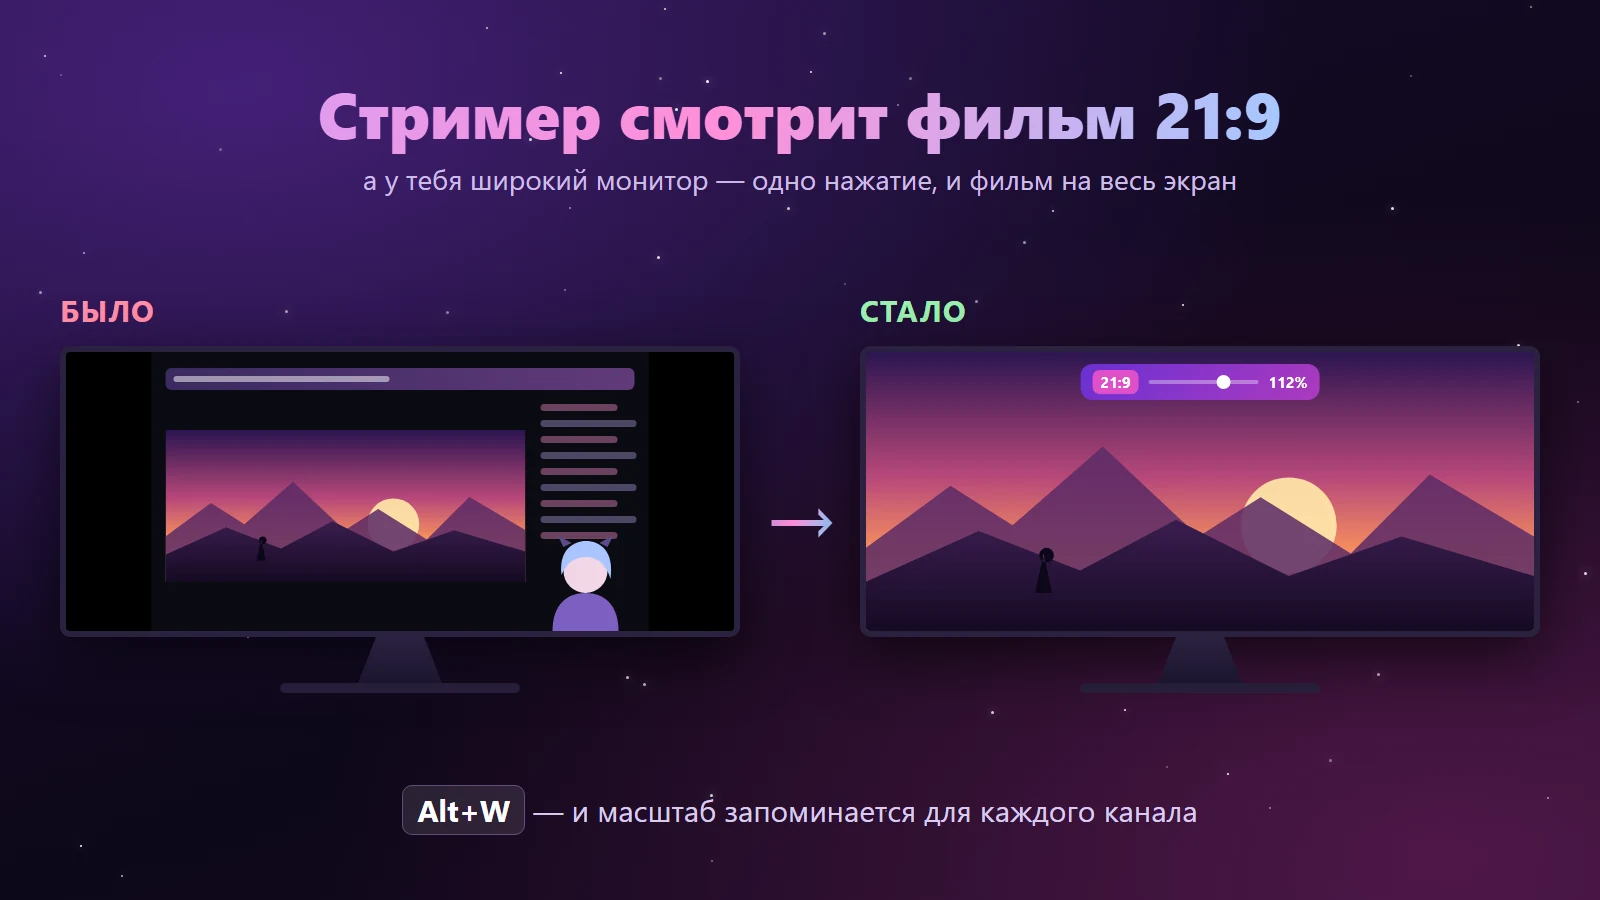 Стример смотрит фильм 21:9
а у тебя широкий монитор — одно нажатие, и фильм на весь экран
БЫЛО
СТАЛО
21:9 112%
Alt+W — и масштаб запоминается для каждого канала